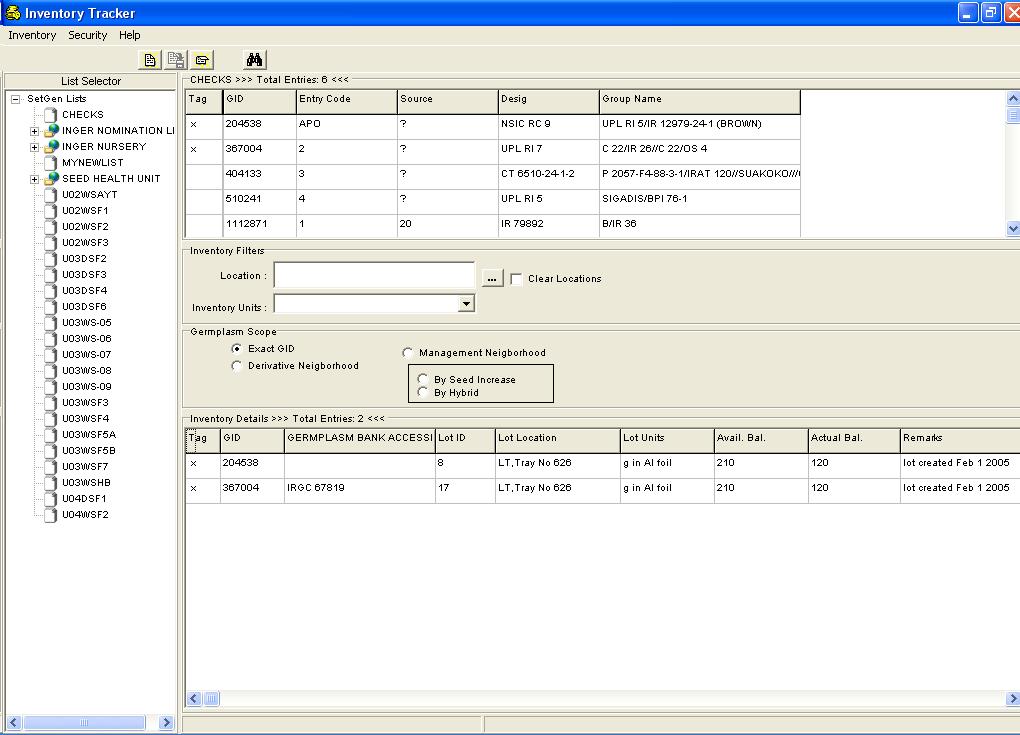 Inventory Tracker
Inventory Security Help
List Selector
SetGen Lists
CHECKS
INGER NOMINATION LI
INGER NURSERY
MYNEWLIST
SEED HEALTH UNIT
U02WSAYT
U02WSF1
U02WSF2
U02WSF3
U03DSF2
U03DSF3
U03DSF4
U03DSF6
U03WS-05
U03WS-06
U03WS-07
U03WS-08
U03WS-09
U03WSF3
U03WSF4
U03WSF5A
U03WSF5B
U03WSF7
U03WSHB
U04DSF1
U04WSF2
CHECKS >>> Total Entries: 6 <<<
Tag GID Entry Code Source Desig Group Name
x 204538 APO ? NSIC RC 9 UPL RI 5/IR 12979-24-1 (BROWN)
x 367004 2 ? UPL RI 7 C 22/IR 26//C 22/OS 4
404133 3 ? CT 6510-24-1-2 P 2057-F4-88-3-1/IRAT 120//SUAKOKO///
510241 4 ? UPL RI 5 SIGADIS/BPI 76-1
1112871 1 20 IR 79892 B/IR 36
Inventory Filters
Location : ... Clear Locations
Inventory Units :
Germplasm Scope
Exact GID Management Neigborhood
Derivative Neigborhood
By Seed Increase
By Hybrid
Inventory Details >>> Total Entries: 2 <<<
Tag GID GERMPLASM BANK ACCESSI Lot ID Lot Location Lot Units Avail. Bal. Actual Bal. Remarks
x 204538 8 LT,Tray No 626 g in Al foil 210 120 lot created Feb 1 2005
x 367004 IRGC 67819 17 LT,Tray No 626 g in Al foil 210 120 lot created Feb 1 2005